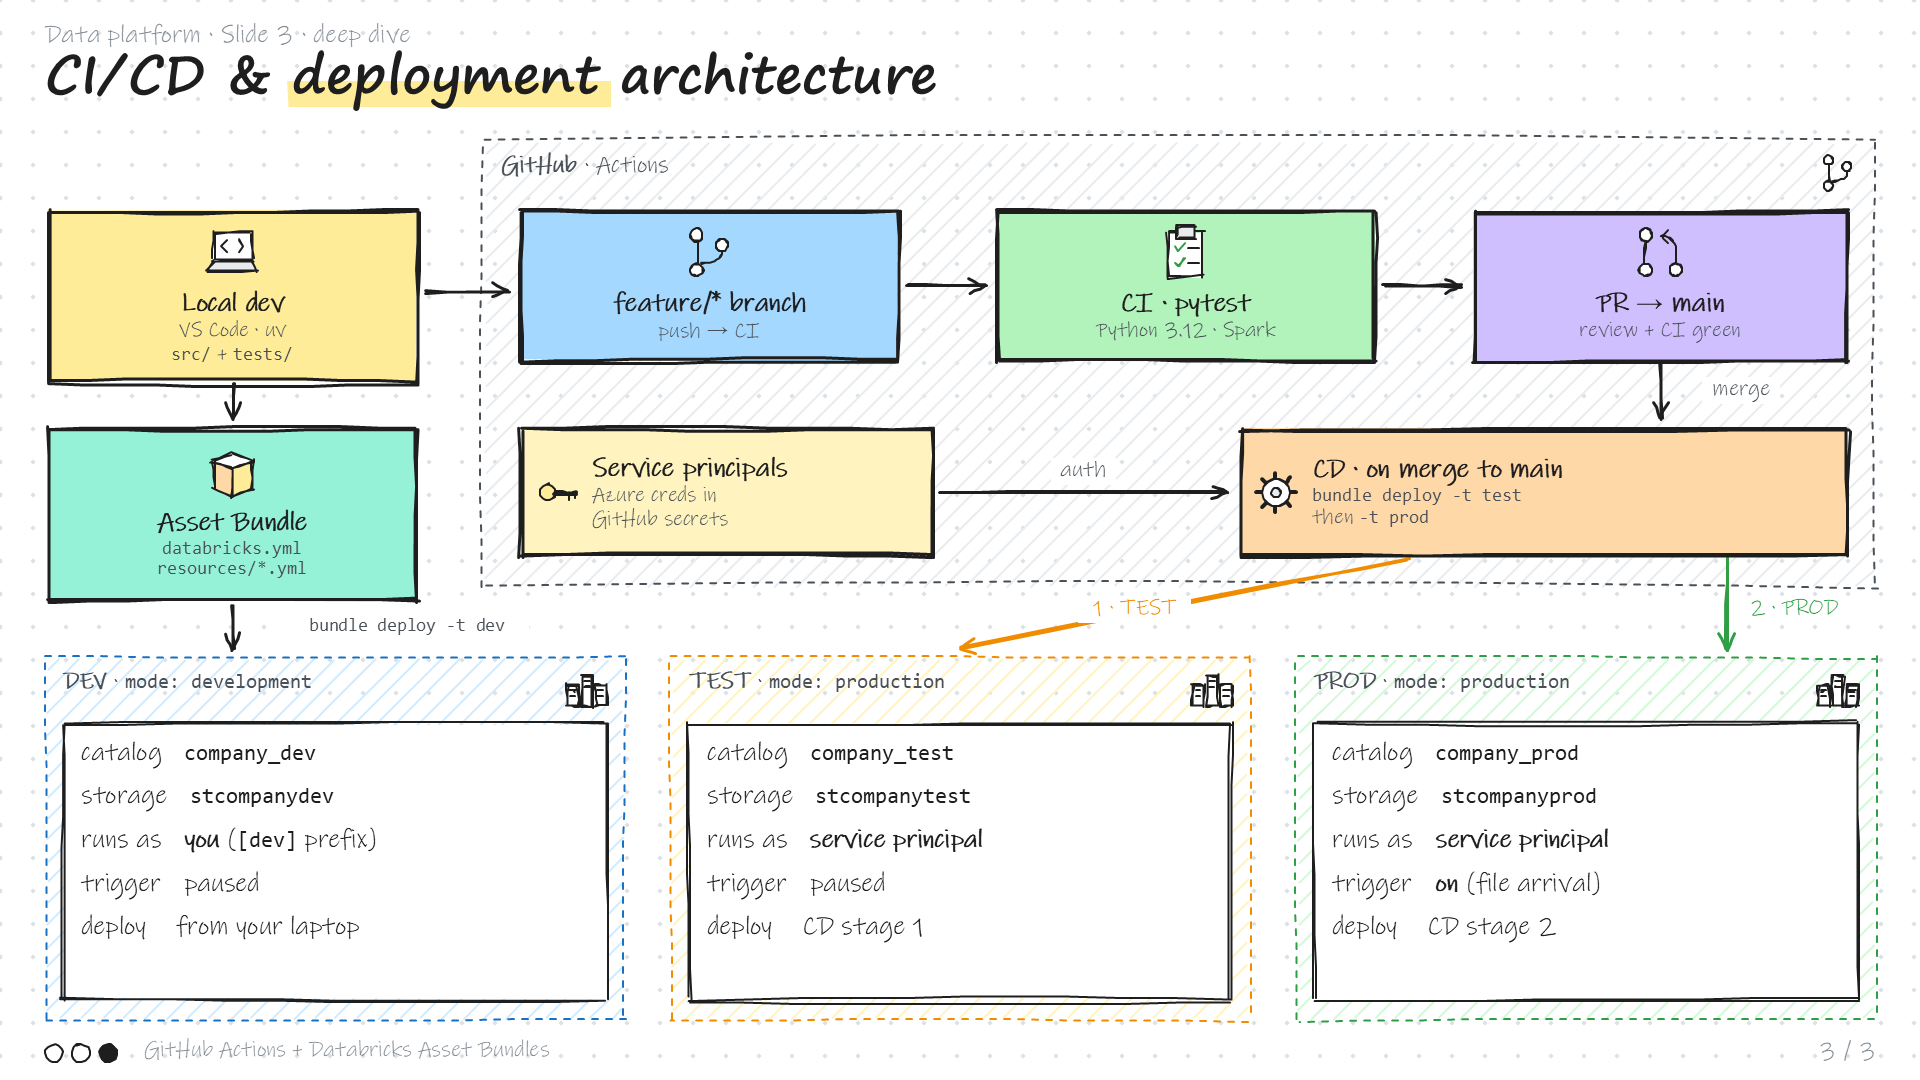 Data platform · Slide 3 · deep dive
CI/CD & deployment architecture
GitHub · Actions
Local dev
VS Code · uv
src/ + tests/
feature/* branch
push → CI
CI · pytest
Python 3.12 · Spark
PR → main
review + CI green
merge
Asset Bundle
databricks.yml
resources/*.yml
Service principals
Azure creds in
GitHub secrets
auth
CD · on merge to main
bundle deploy -t test
then -t prod
bundle deploy -t dev
1 · TEST
2 · PROD
DEV · mode: development
catalog company_dev
storage stcompanydev
runs as you ([dev] prefix)
trigger paused
deploy from your laptop
TEST · mode: production
catalog company_test
storage stcompanytest
runs as service principal
trigger paused
deploy CD stage 1
PROD · mode: production
catalog company_prod
storage stcompanyprod
runs as service principal
trigger on (file arrival)
deploy CD stage 2
GitHub Actions + Databricks Asset Bundles
3 / 3